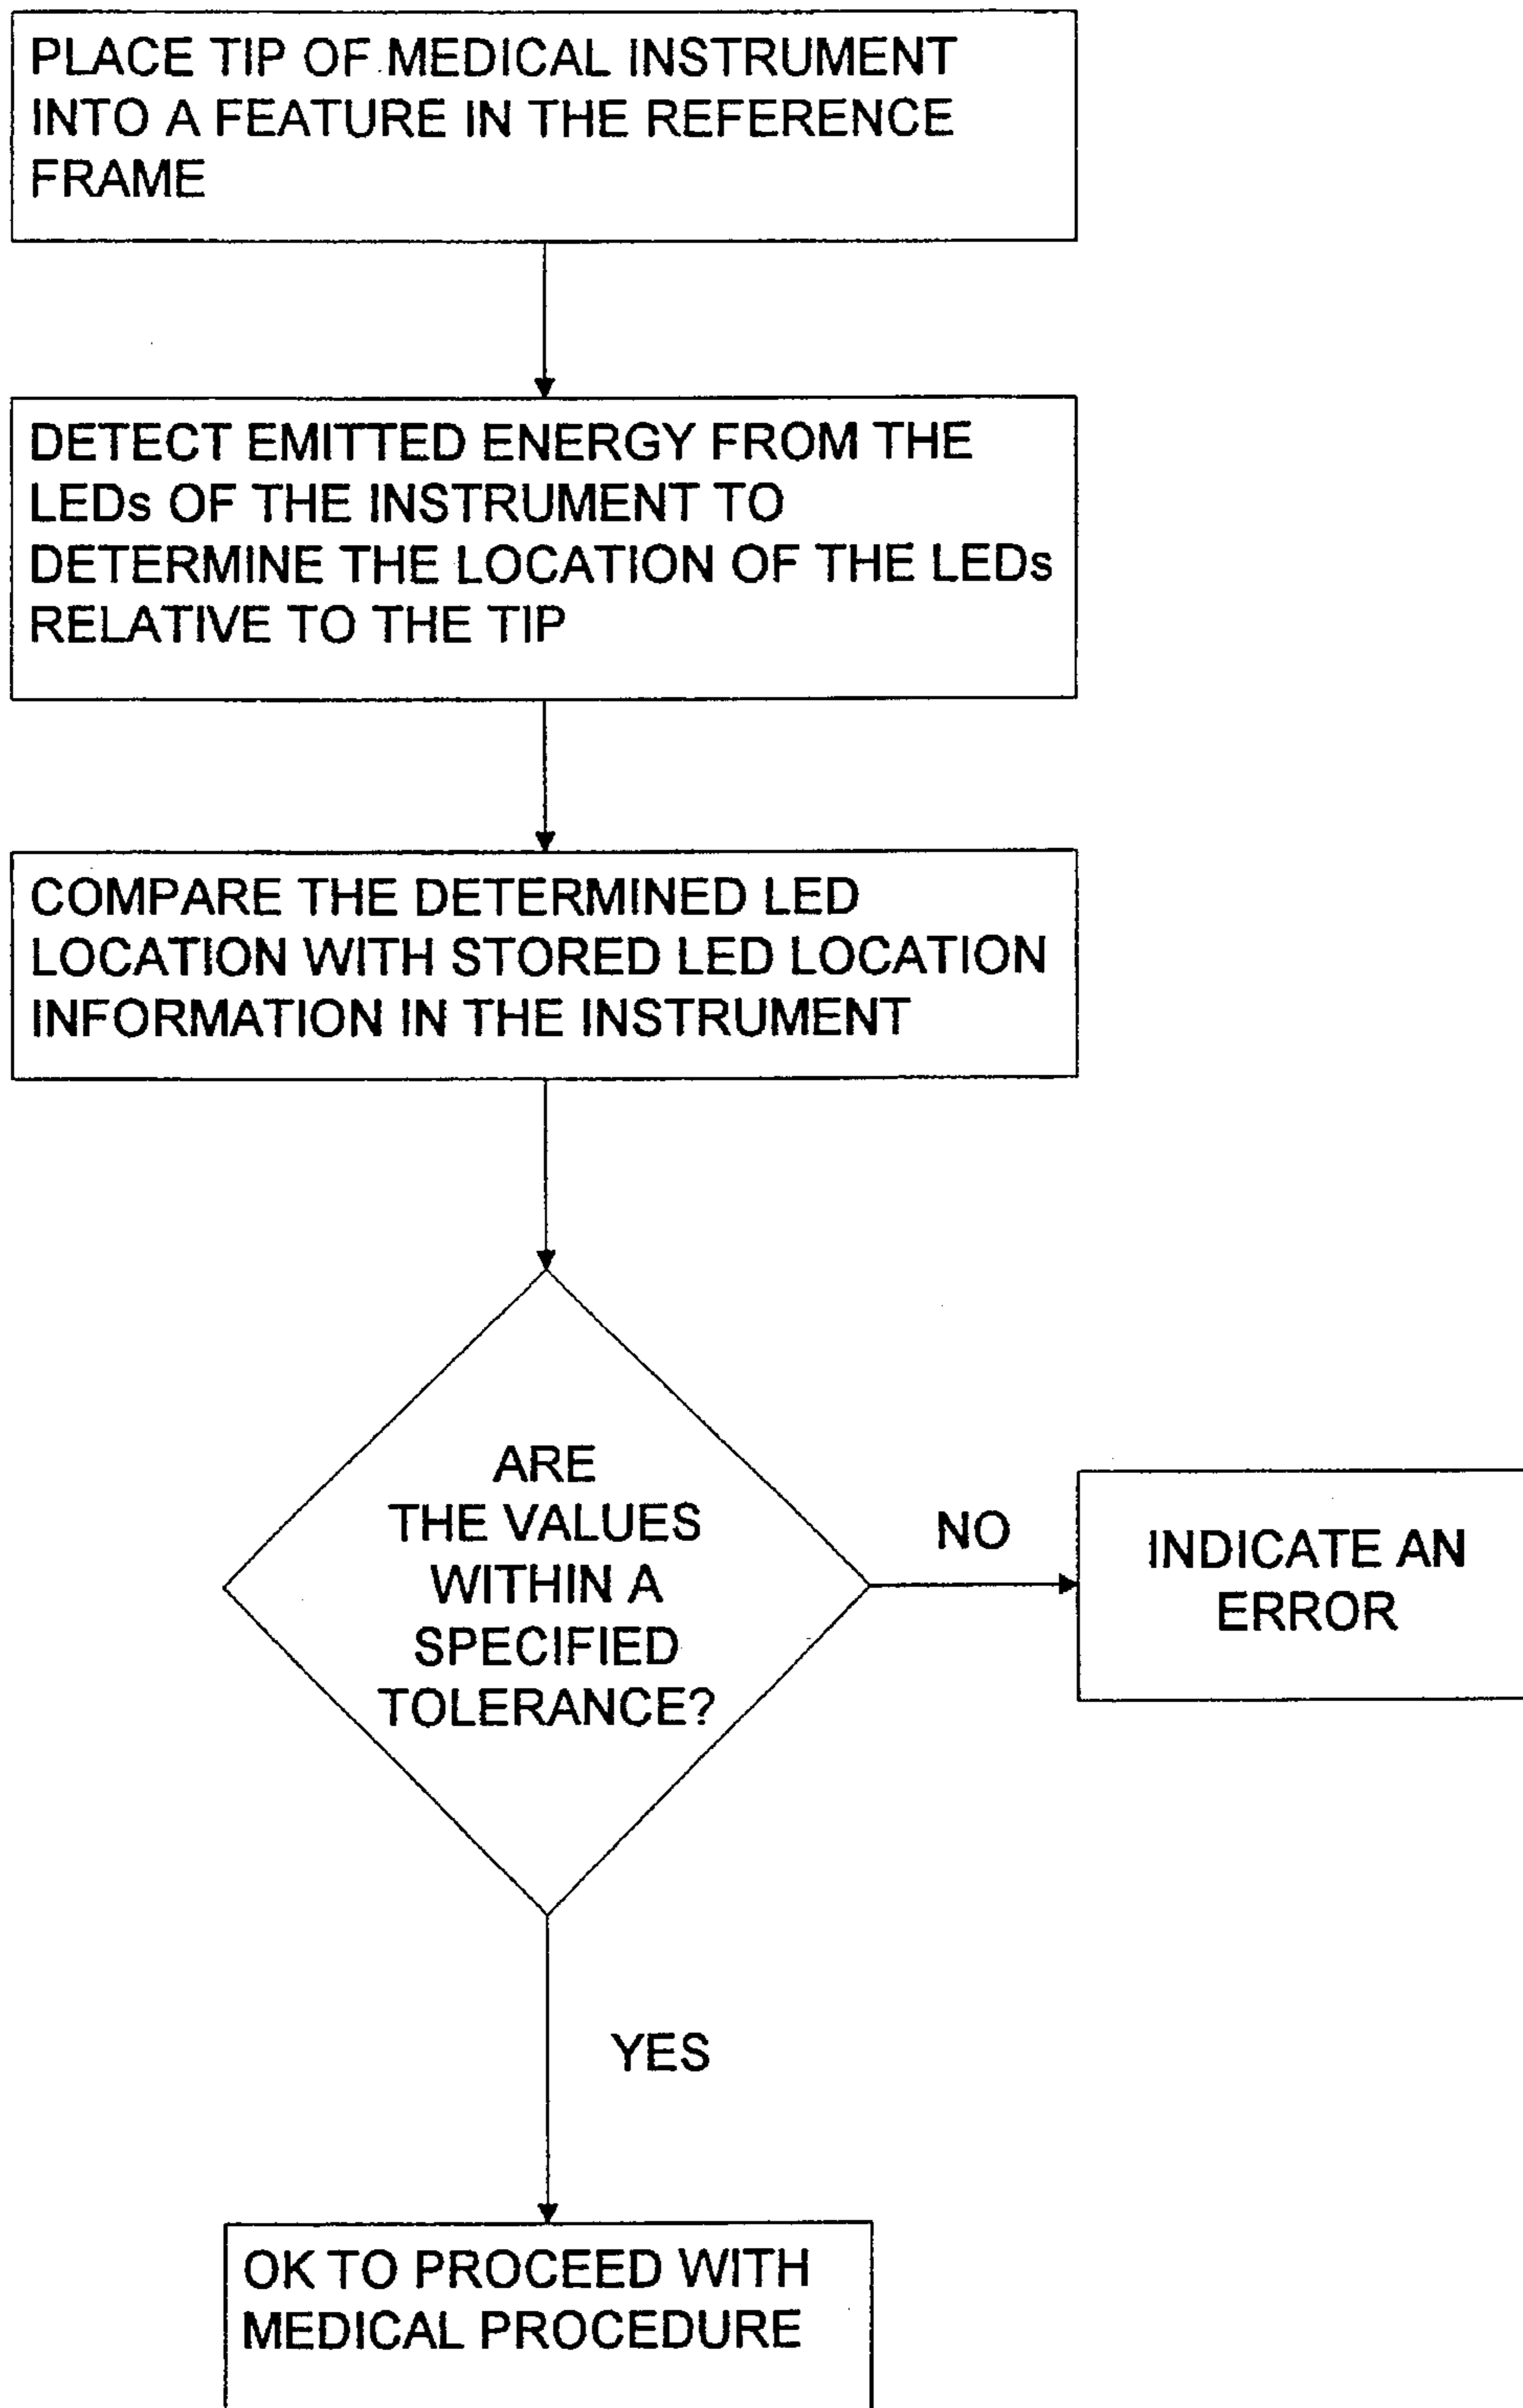 PLACE TIP OF MEDICAL INSTRUMENT
INTO A FEATURE IN THE REFERENCE
FRAME
DETECT EMITTED ENERGY FROM THE
LEDs OF THE INSTRUMENT TO
DETERMINE THE LOCATION OF THE LEDs
RELATIVE TO THE TIP
COMPARE THE DETERMINED LED
LOCATION WITH STORED LED LOCATION
INFORMATION IN THE INSTRUMENT
ARE
THE VALUES
WITHIN A
SPECIFIED
TOLERANCE?
NO
INDICATE AN
ERROR
YES
OK TO PROCEED WITH
MEDICAL PROCEDURE